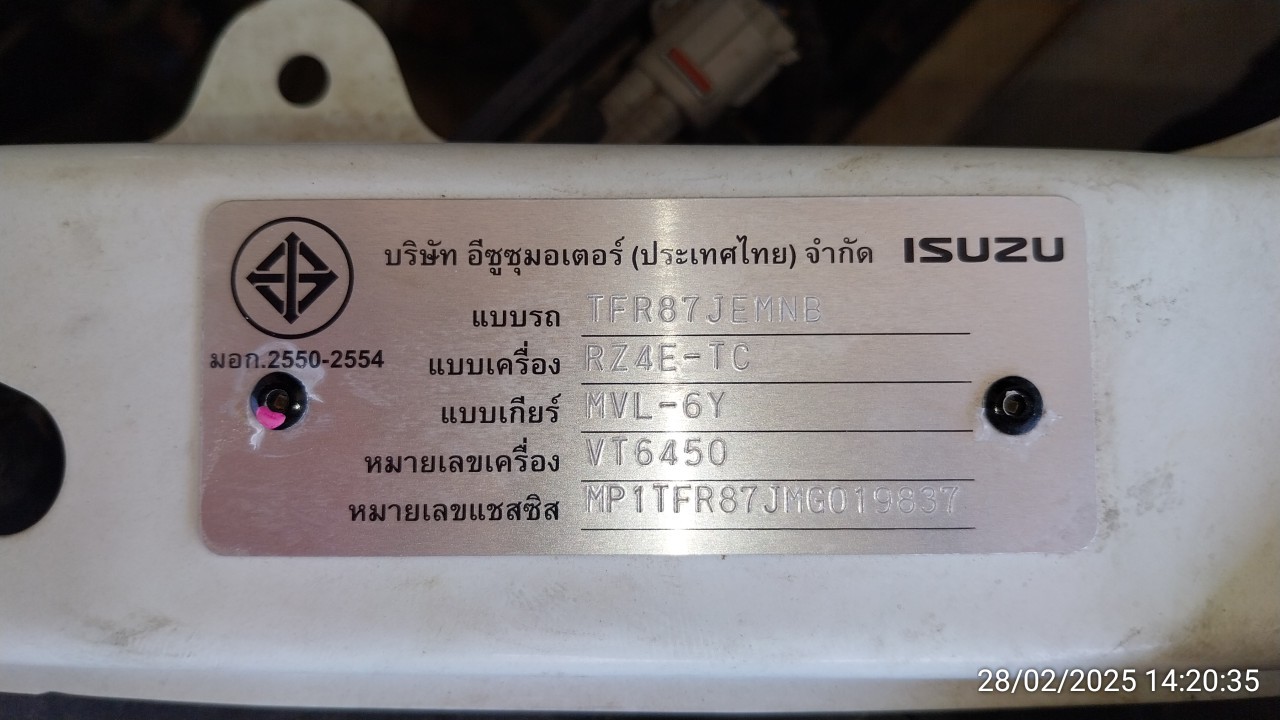 บริษัท อีซูซุมอเตอร์ (ประเทศไทย) จำกัด ISUZU
มอก.2550-2554
แบบรถ TFR87JEMNB
แบบเครื่อง RZ4E-TC
แบบเกียร์ MVL-6Y
หมายเลขเครื่อง VT6450
หมายเลขแชสซิส MP1TFR87JMG019837
28/02/2025 14:20:35